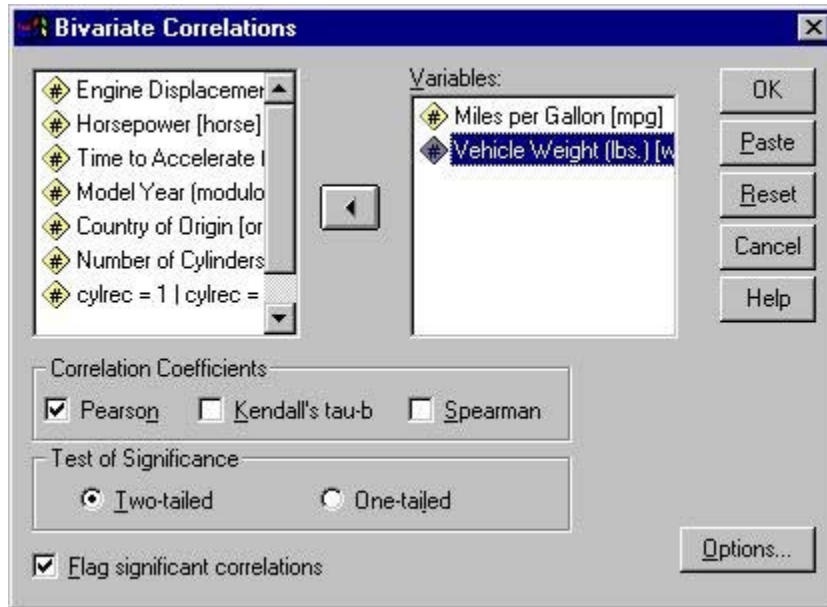 Bivariate Correlations
Engine Displacemer
Horsepower [horse]
Time to Accelerate
Model Year (modulo
Country of Origin [or
Number of Cylinders
cylrec = 1 | cylrec =
Variables:
Miles per Gallon [mpg]
Vehicle Weight (lbs.) [w
OK
Paste
Reset
Cancel
Help
Correlation Coefficients
Pearson
Kendall's tau-b
Spearman
Test of Significance
Two-tailed
One-tailed
Flag significant correlations
Options...